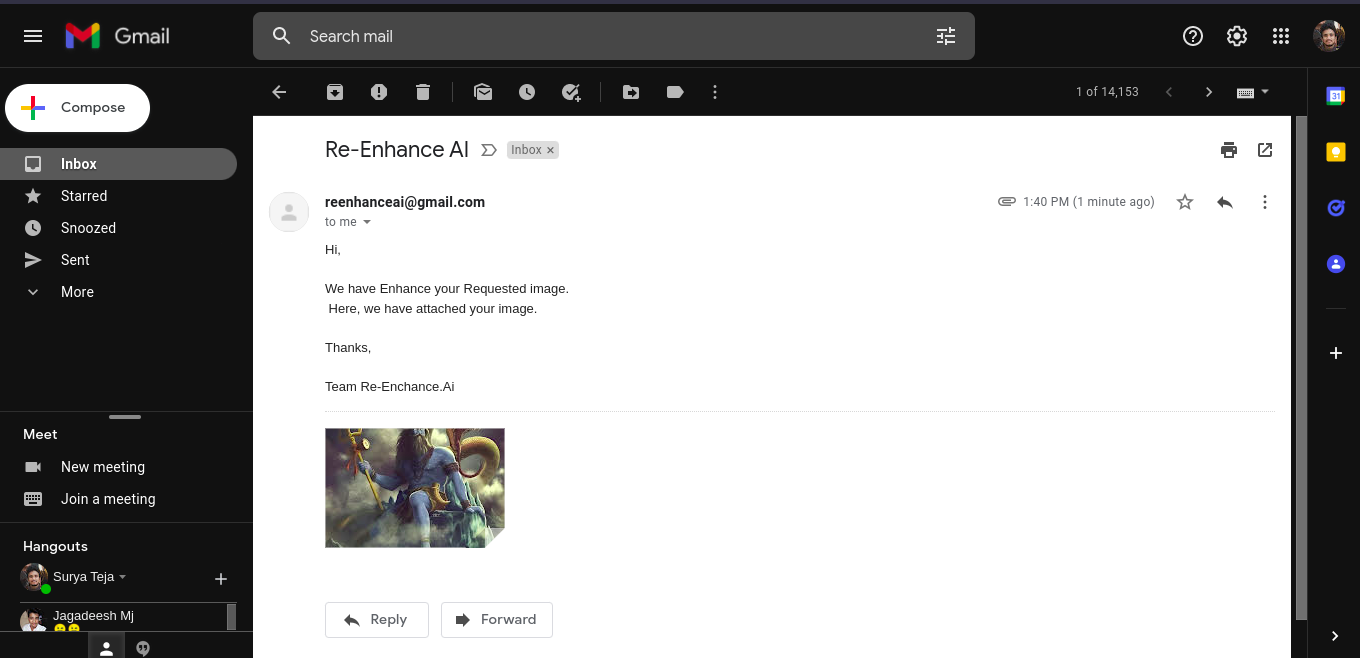 Gmail
Search mail
Compose
1 of 14,153
31
Inbox
Starred
Snoozed
Sent
More
Re-Enhance AI
Inbox ×
reenhanceai@gmail.com
1:40 PM (1 minute ago)
to me
Hi,
We have Enhance your Requested image.
Here, we have attached your image.
Thanks,
Team Re-Enchance.Ai
Reply
Forward
Meet
New meeting
Join a meeting
Hangouts
Surya Teja
Jagadeesh Mj